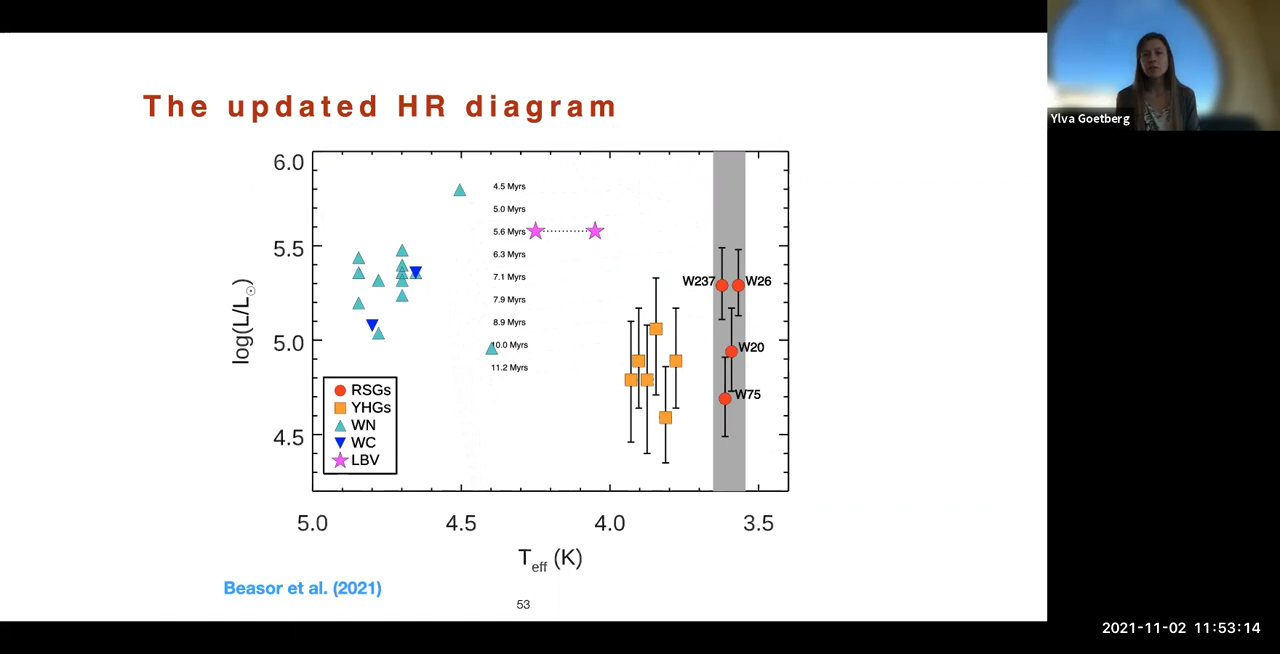 The updated HR diagram
Ylva Goetberg
6.0
5.5
5.0
4.5
log(L/L☉)
4.5 Myrs
5.0 Myrs
5.6 Myrs
6.3 Myrs
7.1 Myrs
7.9 Myrs
8.9 Myrs
10.0 Myrs
11.2 Myrs
W237
W26
W20
W75
RSGs
YHGs
WN
WC
LBV
5.0 4.5 4.0 3.5
Teff (K)
Beasor et al. (2021)
53
2021-11-02 11:53:14